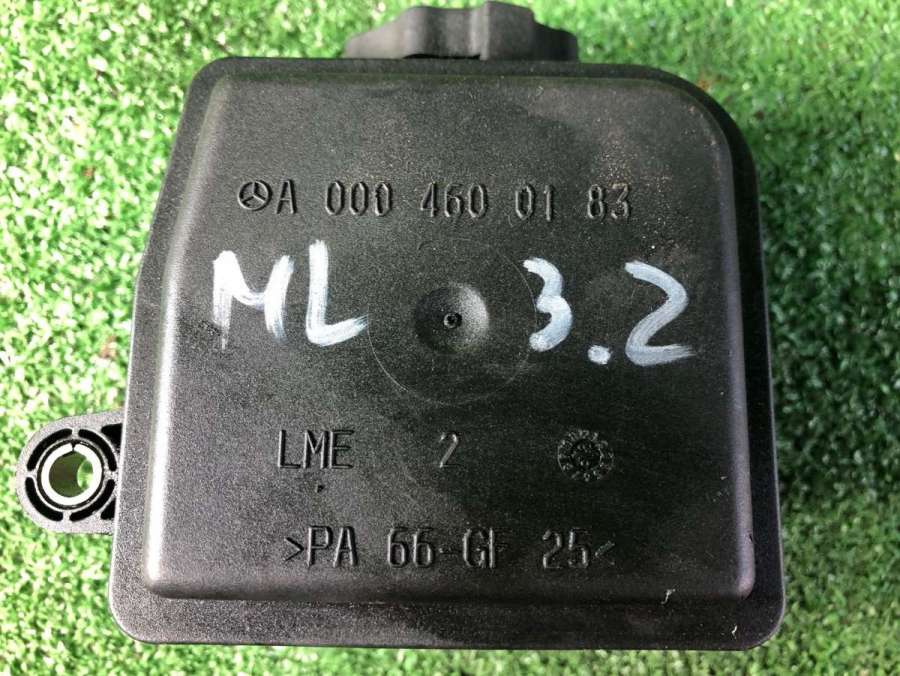 A 000 460 01 83
ML 3.2
LME 2
>PA 66-GF 25<